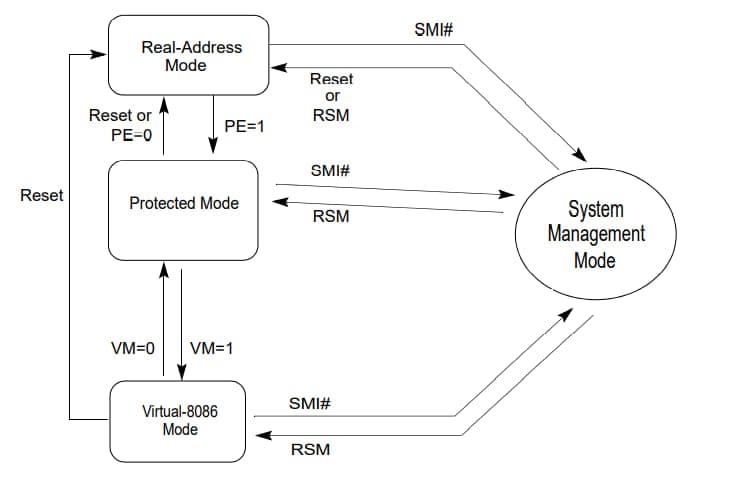 SMI#
Real-Address
Mode
Reset
or
RSM
Reset or
PE=0
PE=1
SMI#
Reset
Protected Mode
RSM
System
Management
Mode
VM=0
VM=1
SMI#
Virtual-8086
Mode
RSM